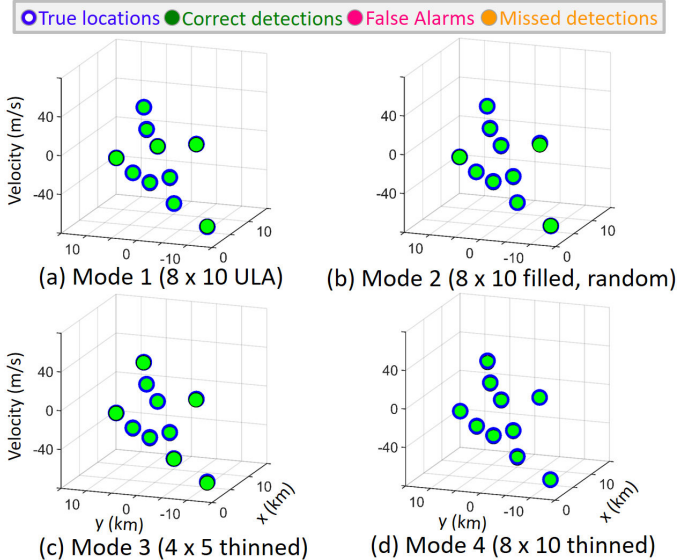 True locations Correct detections False Alarms Missed detections
Velocity (m/s)
40
0
-40
10
0
-10
0
10
40
0
-40
10
0
-10
0
10
(a) Mode 1 (8 x 10 ULA)
(b) Mode 2 (8 x 10 filled, random)
Velocity (m/s)
40
0
-40
10
0
-10
0
10
y (km)
x (km)
40
0
-40
10
0
-10
0
10
y (km)
x (km)
(c) Mode 3 (4 x 5 thinned)
(d) Mode 4 (8 x 10 thinned)